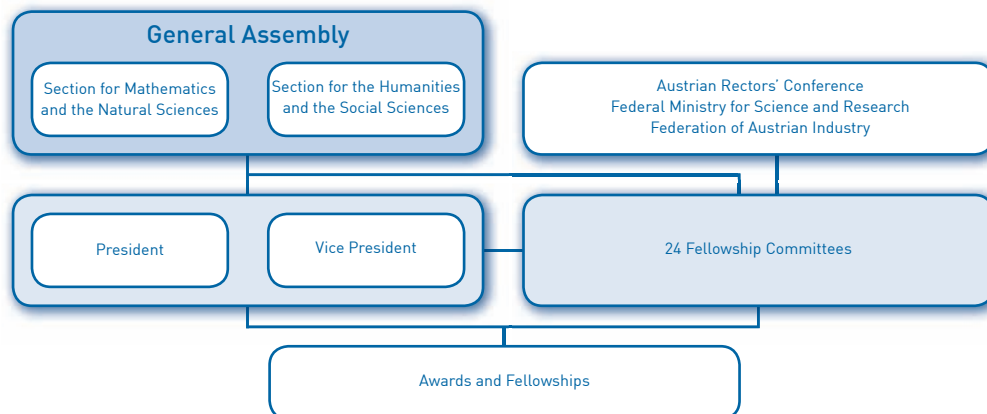 General Assembly
Section for Mathematics
and the Natural Sciences
Section for the Humanities
and the Social Sciences
Austrian Rectors' Conference
Federal Ministry for Science and Research
Federation of Austrian Industry
President
Vice President
24 Fellowship Committees
Awards and Fellowships